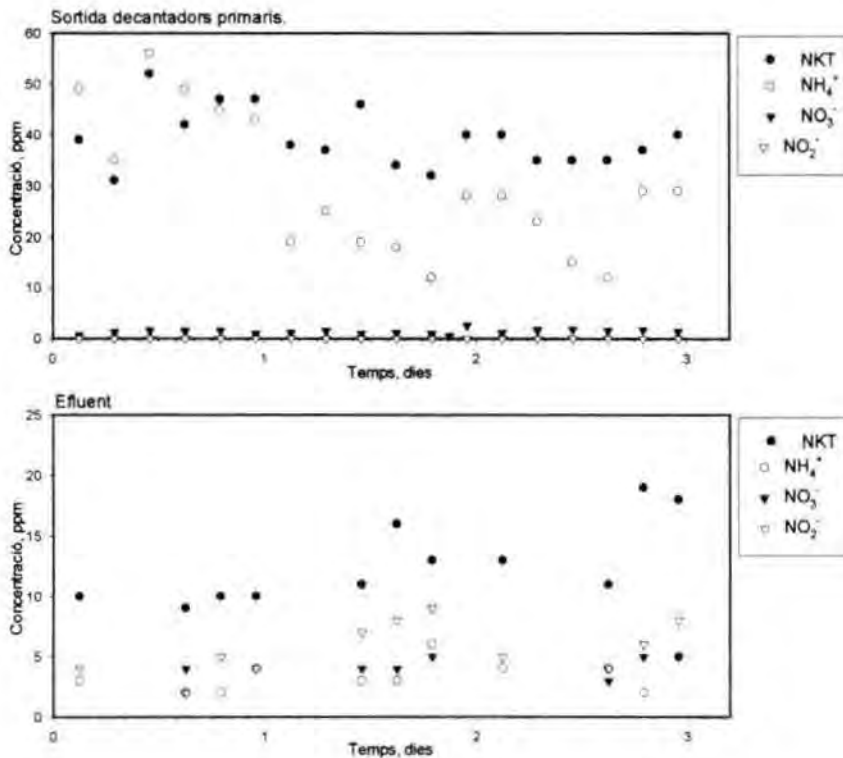 Sortida decantadors primaris.
60
50
40
30
20
10
0
Concentració, ppm
0 1 2 3
Temps, dies
NKT
NH₄⁺
NO₃⁻
NO₂⁻
Efluent
25
20
15
10
5
0
Concentració, ppm
0 1 2 3
Temps, dies
NKT
NH₄⁺
NO₃⁻
NO₂⁻